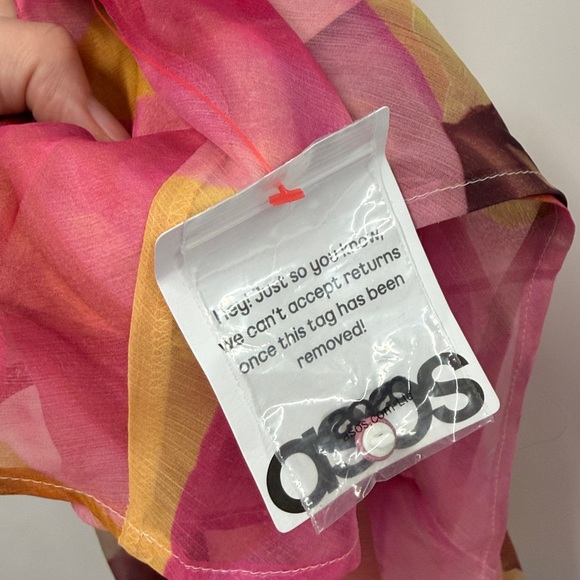 Hey! Just so you know,
we can't accept returns
once this tag has been
removed!
asos